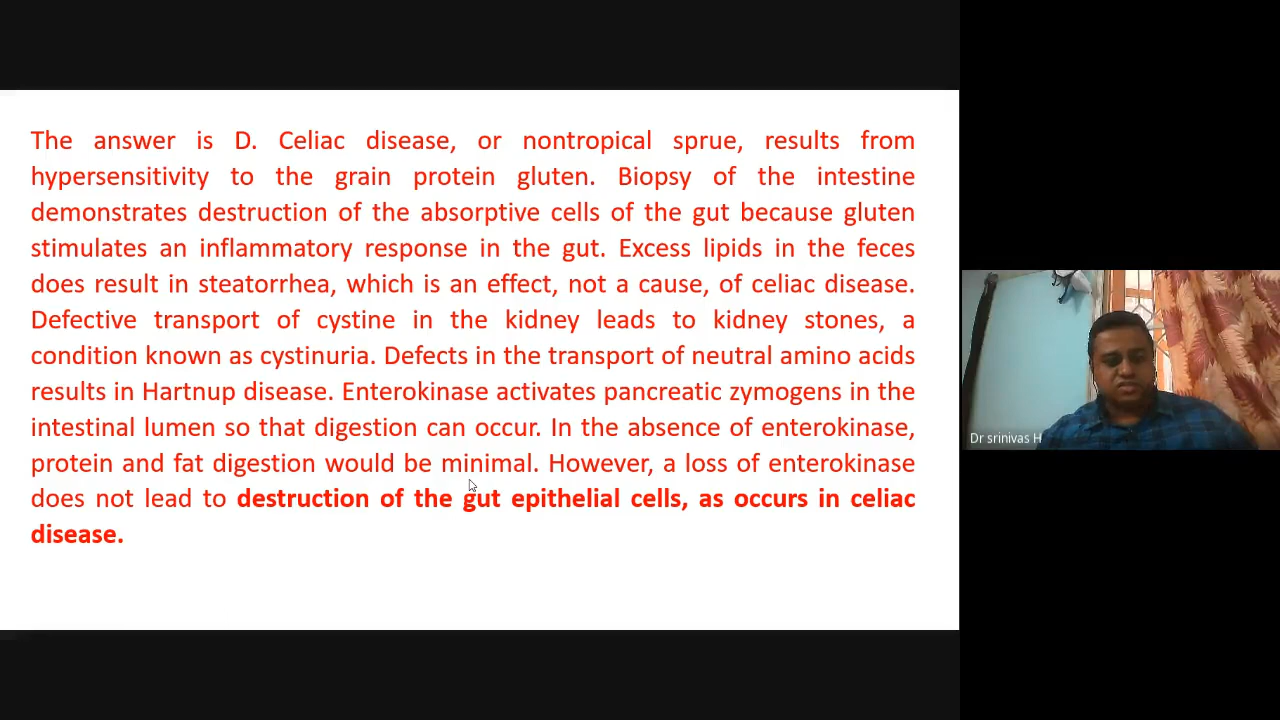 The answer is D. Celiac disease, or nontropical sprue, results from
hypersensitivity to the grain protein gluten. Biopsy of the intestine
demonstrates destruction of the absorptive cells of the gut because gluten
stimulates an inflammatory response in the gut. Excess lipids in the feces
does result in steatorrhea, which is an effect, not a cause, of celiac disease.
Defective transport of cystine in the kidney leads to kidney stones, a
condition known as cystinuria. Defects in the transport of neutral amino acids
results in Hartnup disease. Enterokinase activates pancreatic zymogens in the
intestinal lumen so that digestion can occur. In the absence of enterokinase,
protein and fat digestion would be minimal. However, a loss of enterokinase
does not lead to destruction of the gut epithelial cells, as occurs in celiac
disease.
Dr srinivas H